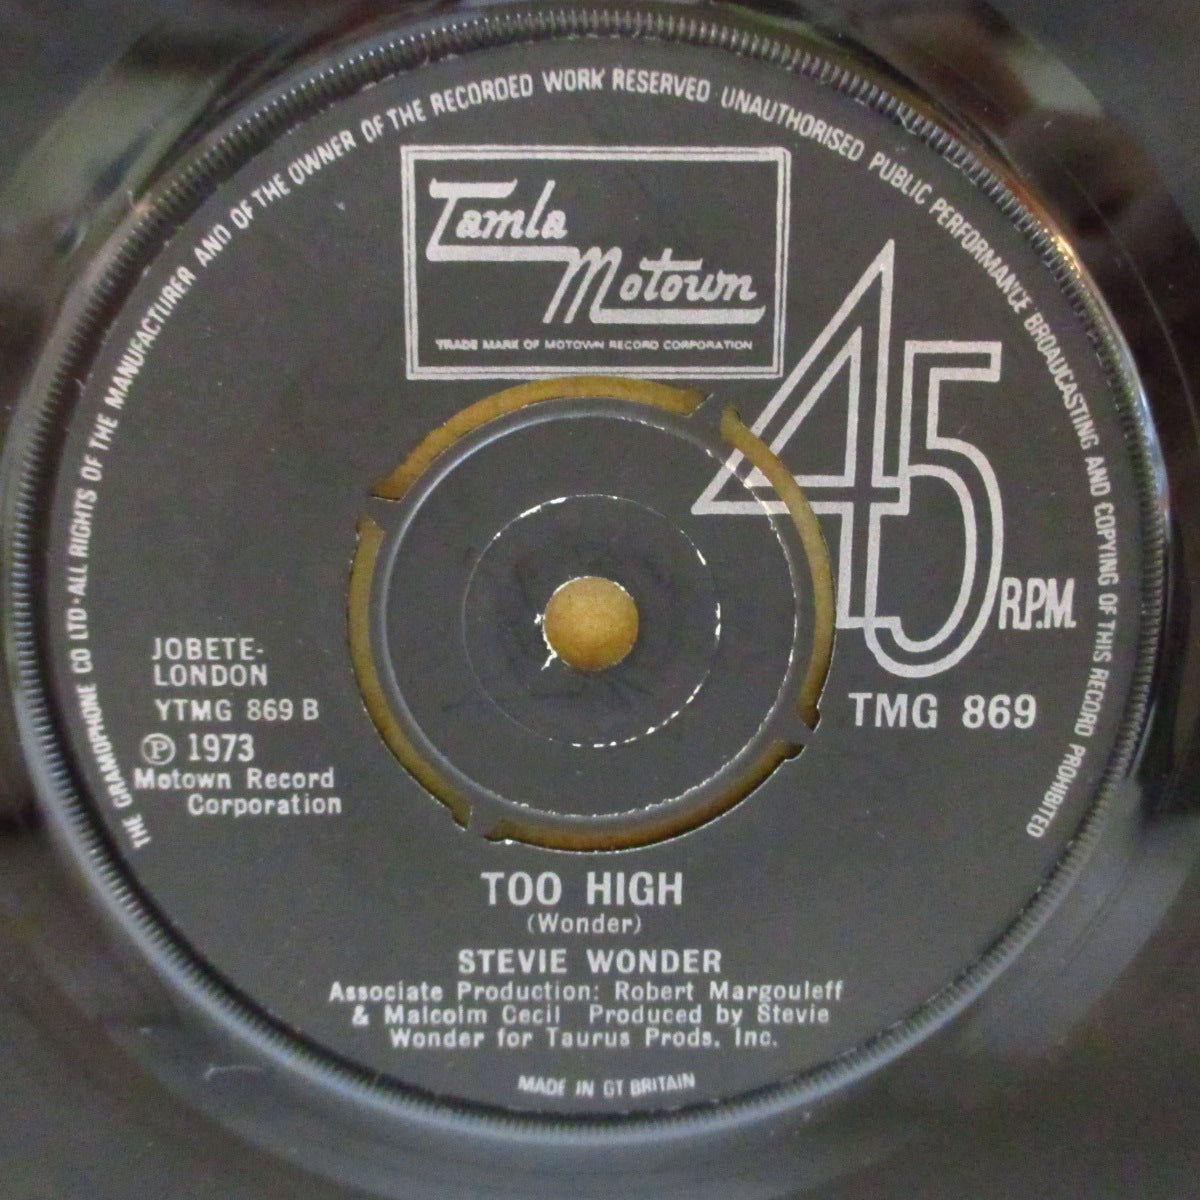 THE GRAMOPHONE CO LTD · ALL RIGHTS OF THE MANUFACTURER AND OF THE OWNER OF THE RECORDED WORK RESERVED UNAUTHORISED PUBLIC PERFORMANCE BROADCASTING AND COPYING OF THIS RECORD PROHIBITED
Tamla
Motown
TRADE MARK OF MOTOWN RECORD CORPORATION
45
R.P.M.
TMG 869
JOBETE-
LONDON
YTMG 869 B
Ⓟ 1973
Motown Record
Corporation
TOO HIGH
(Wonder)
STEVIE WONDER
Associate Production: Robert Margouleff
& Malcolm Cecil Produced by Stevie
Wonder for Taurus Prods, Inc.
MADE IN GT BRITAIN